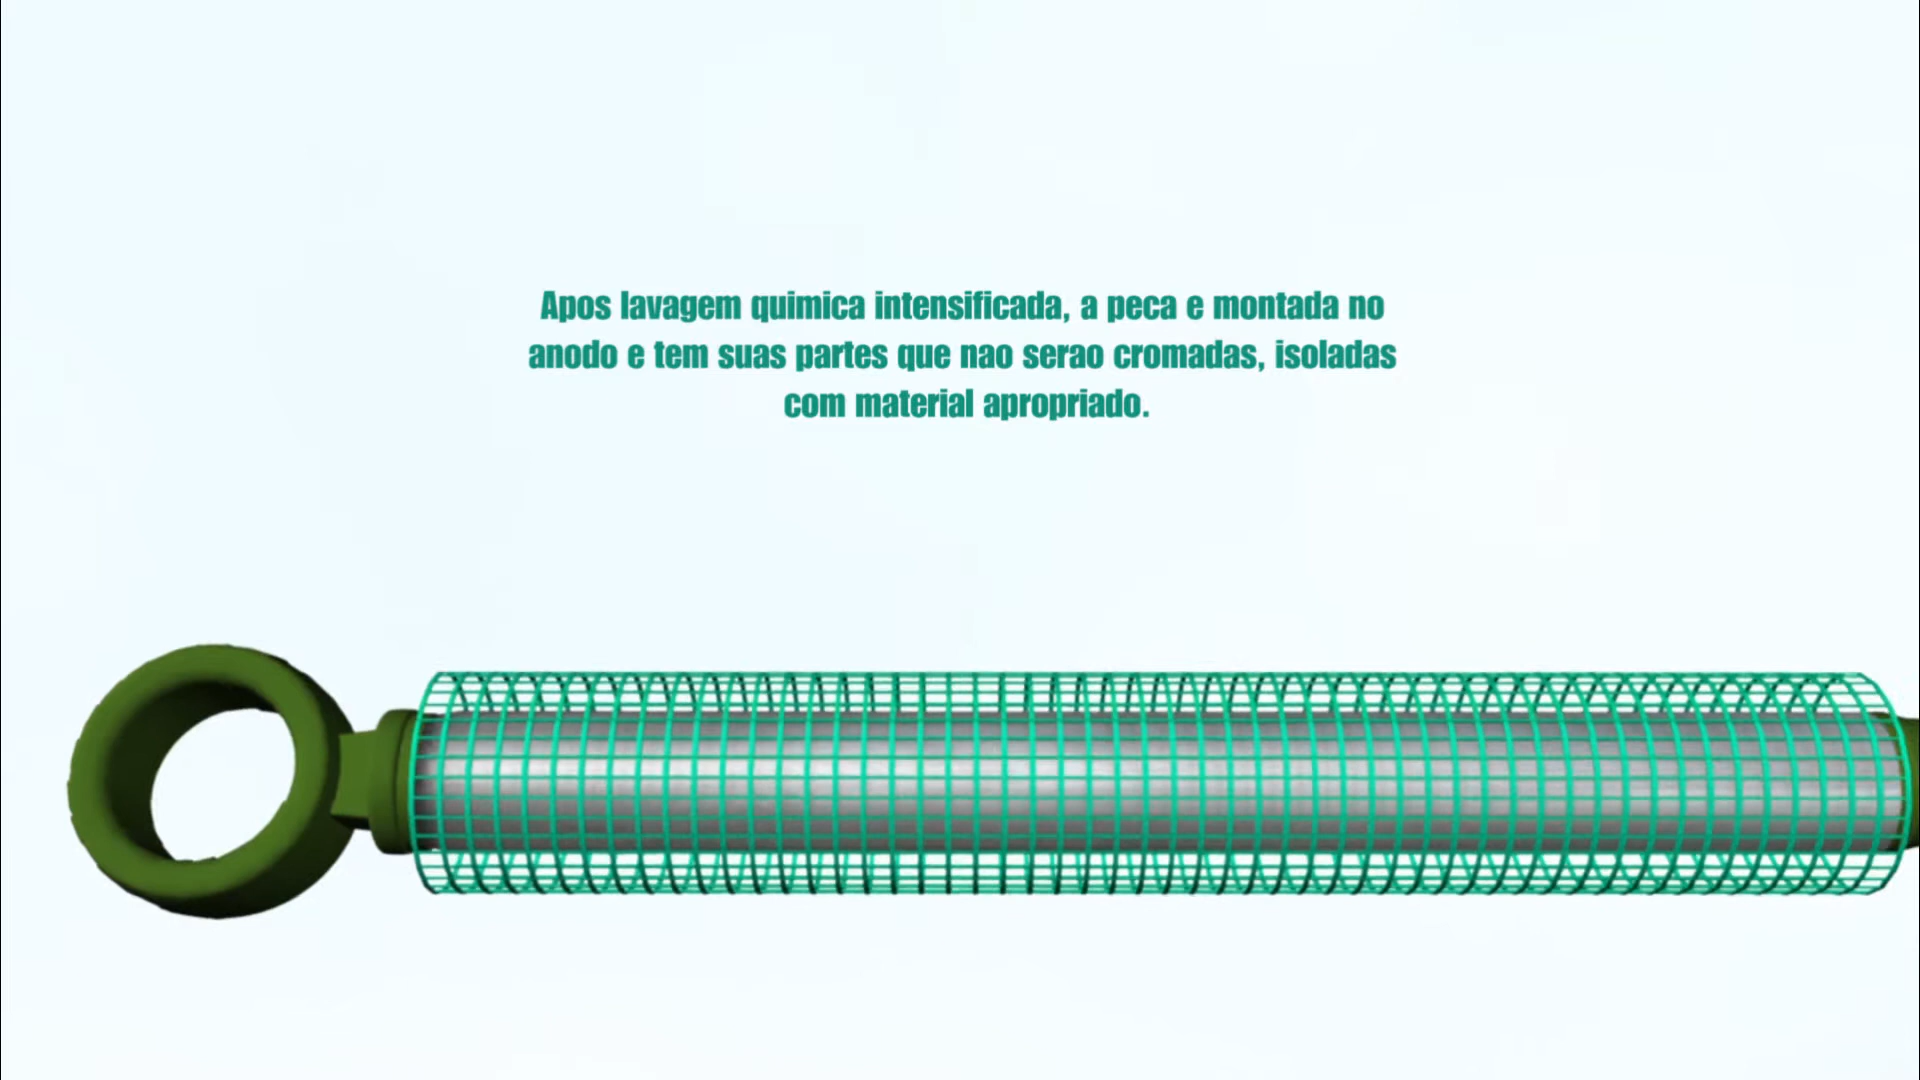 Apos lavagem quimica intensificada, a peca e montada no
anodo e tem suas partes que nao serao cromadas, isoladas
com material apropriado.